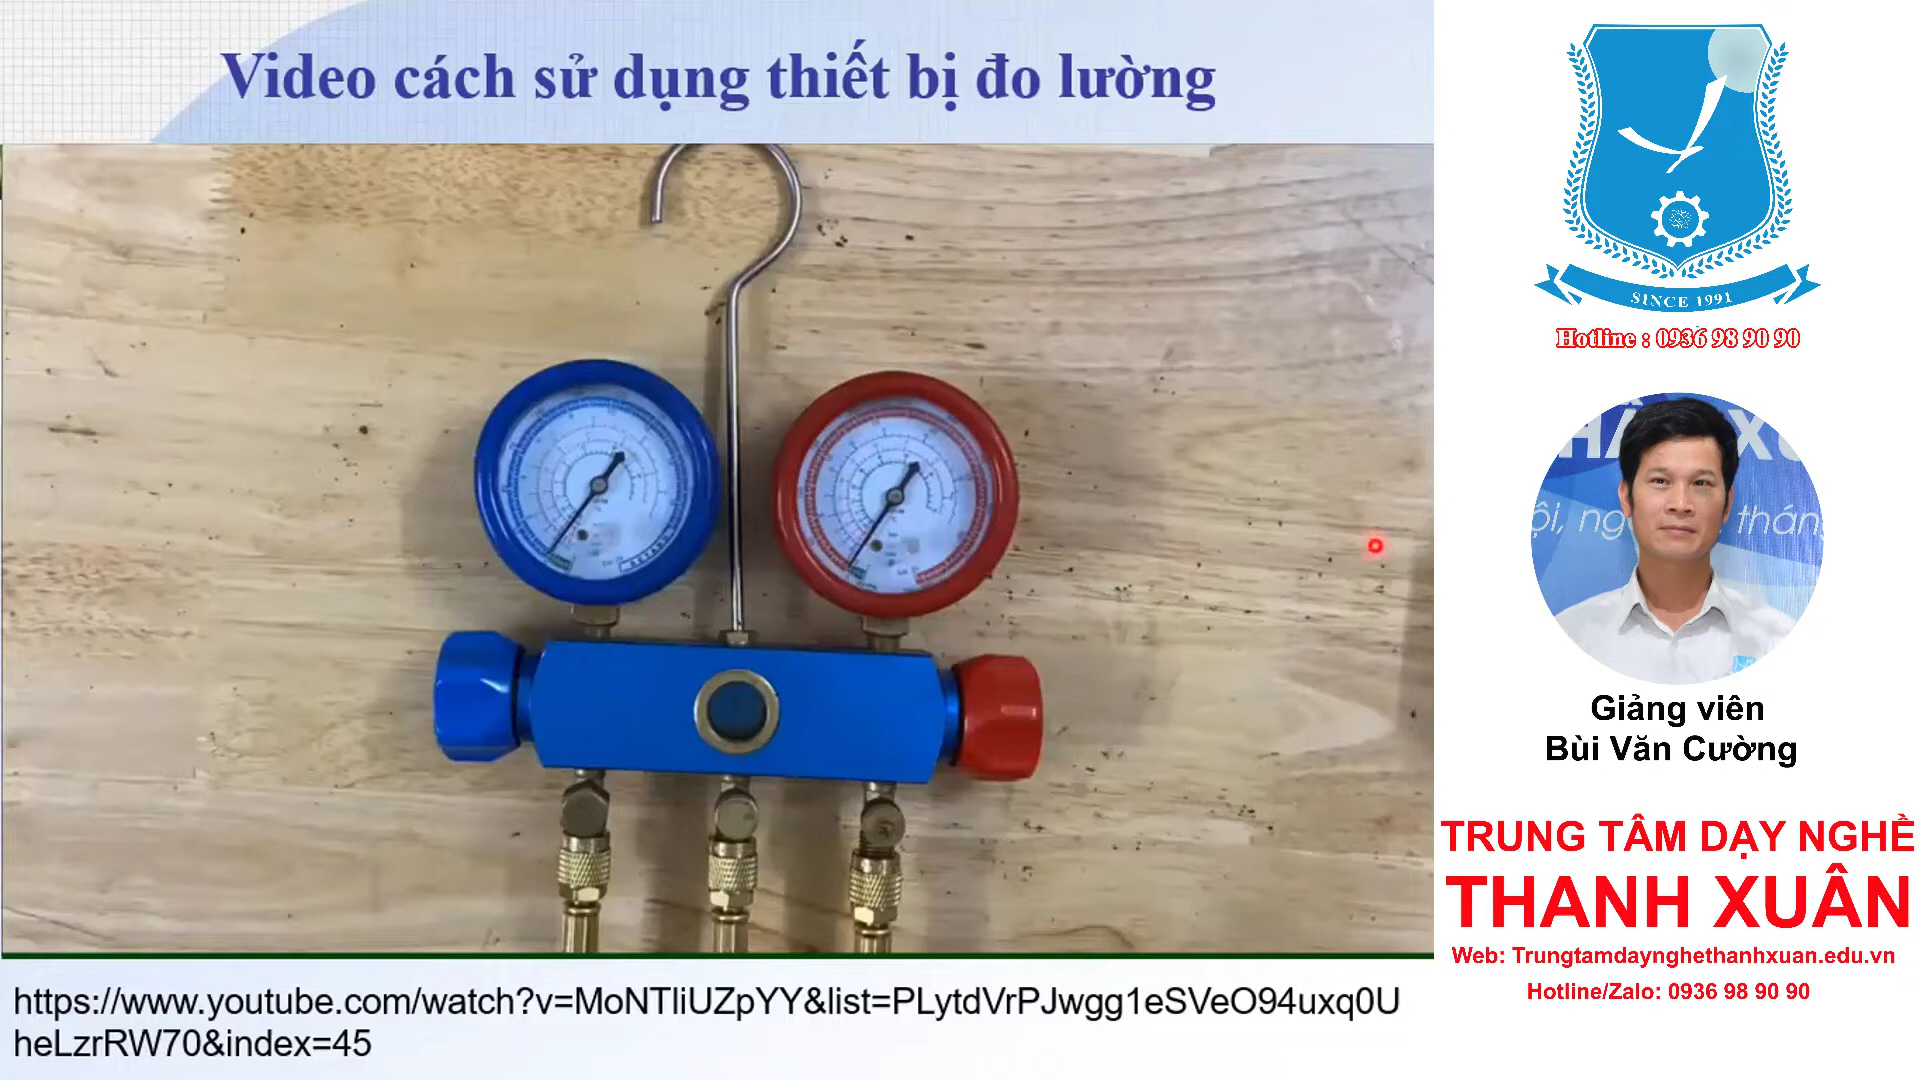 Video cách sử dụng thiết bị đo lường
SINCE 1991
Hotline : 0936 98 90 90
Giảng viên
Bùi Văn Cường
TRUNG TÂM DẠY NGHỀ
THANH XUÂN
Web: Trungtamdaynghethanhxuan.edu.vn
Hotline/Zalo: 0936 98 90 90
https://www.youtube.com/watch?v=MoNTliUZpYY&list=PLytdVrPJwgg1eSVeO94uxq0U
heLzrRW70&index=45